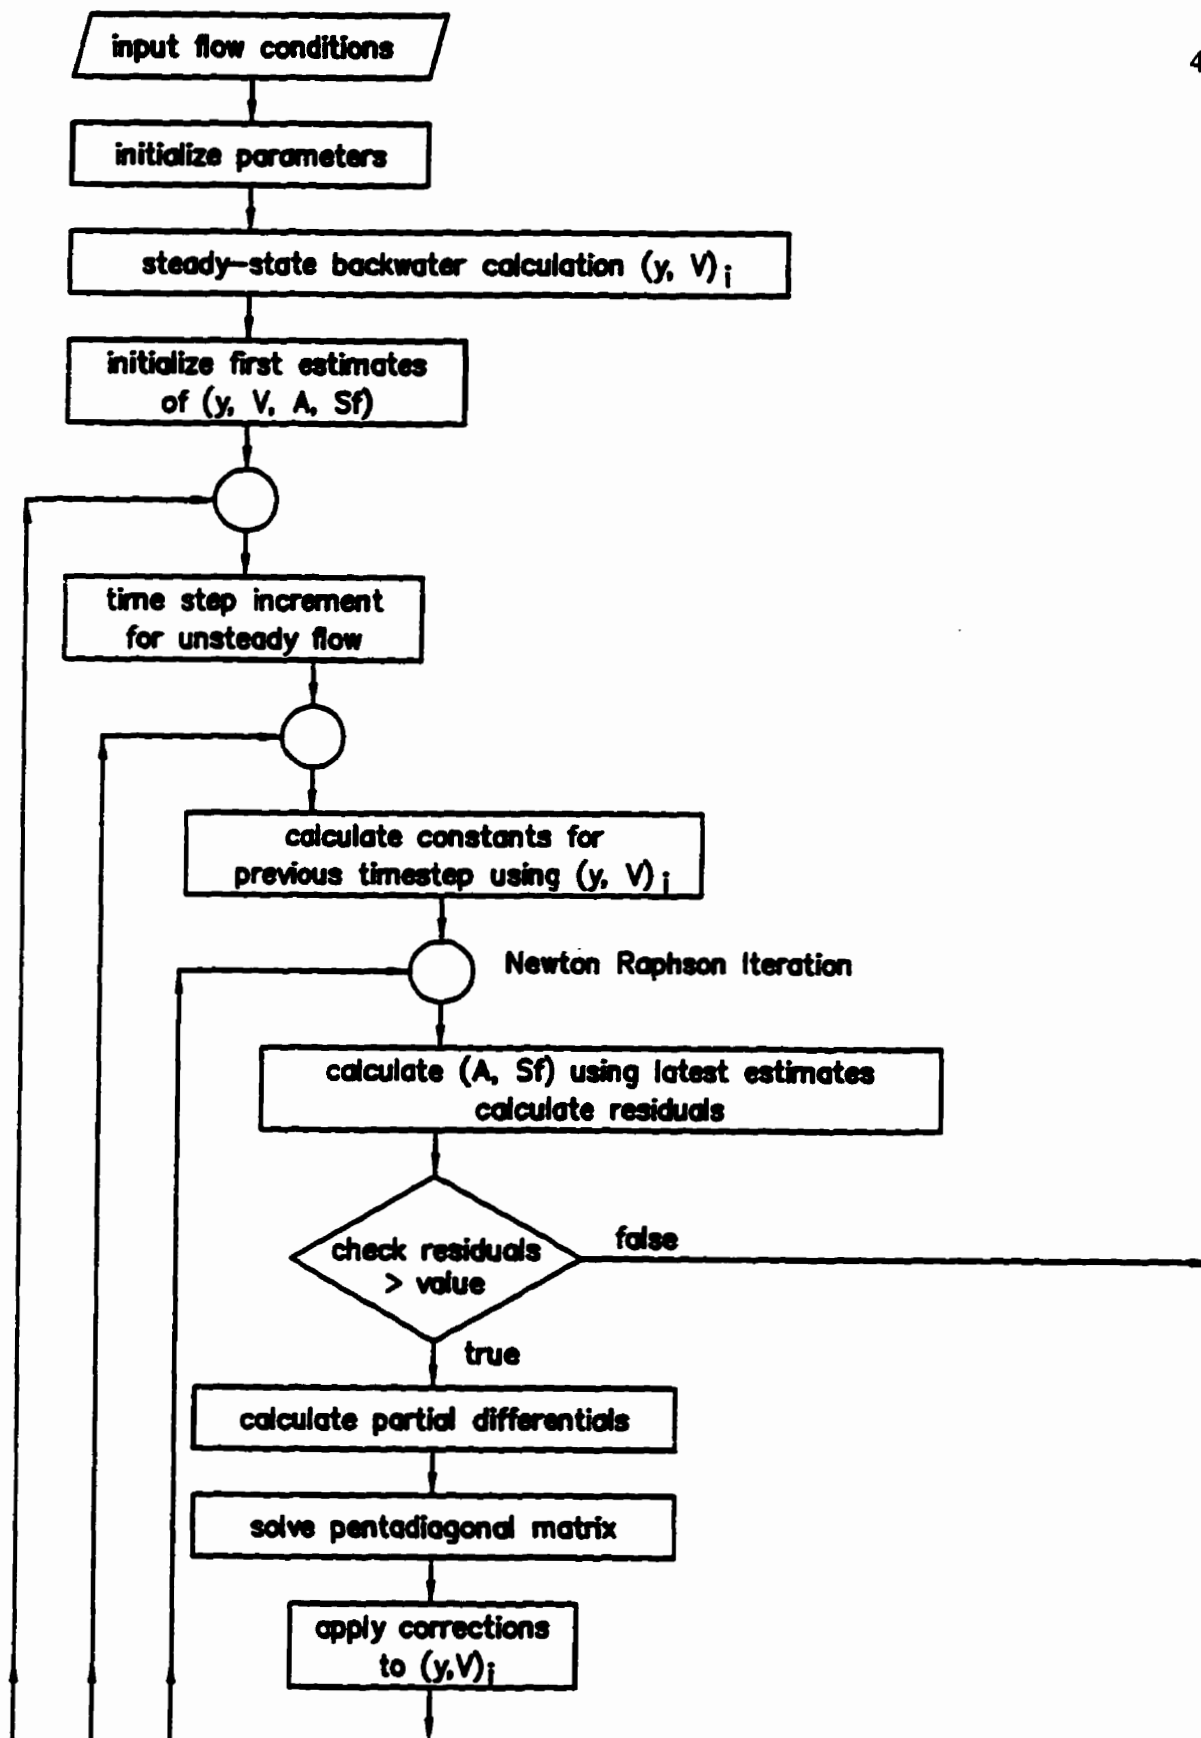 4
input flow conditions
initialize parameters
steady-state backwater calculation (y, V)i
initialize first estimates
of (y, V, A, Sf)
time step increment
for unsteady flow
calculate constants for
previous timestep using (y, V)i
Newton Raphson Iteration
calculate (A, Sf) using latest estimates
calculate residuals
check residuals
> value
false
true
calculate partial differentials
solve pentadiagonal matrix
apply corrections
to (y,V)i